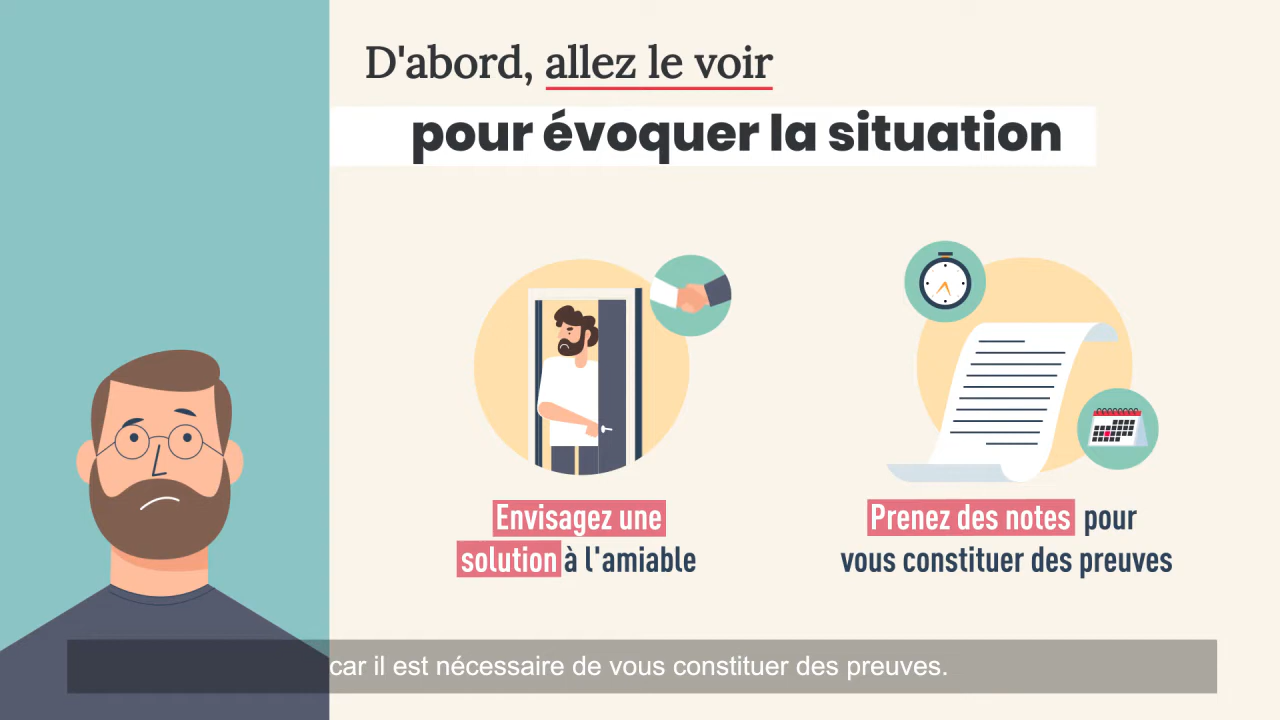 D'abord, allez le voir
pour évoquer la situation
Envisagez une
solution à l'amiable
Prenez des notes pour
vous constituer des preuves
car il est nécessaire de vous constituer des preuves.